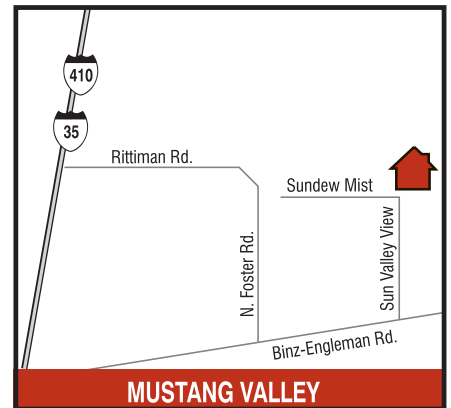 410
35
Rittiman Rd.
Sundew Mist
N. Foster Rd.
Sun Valley View
Binz-Engleman Rd.
MUSTANG VALLEY